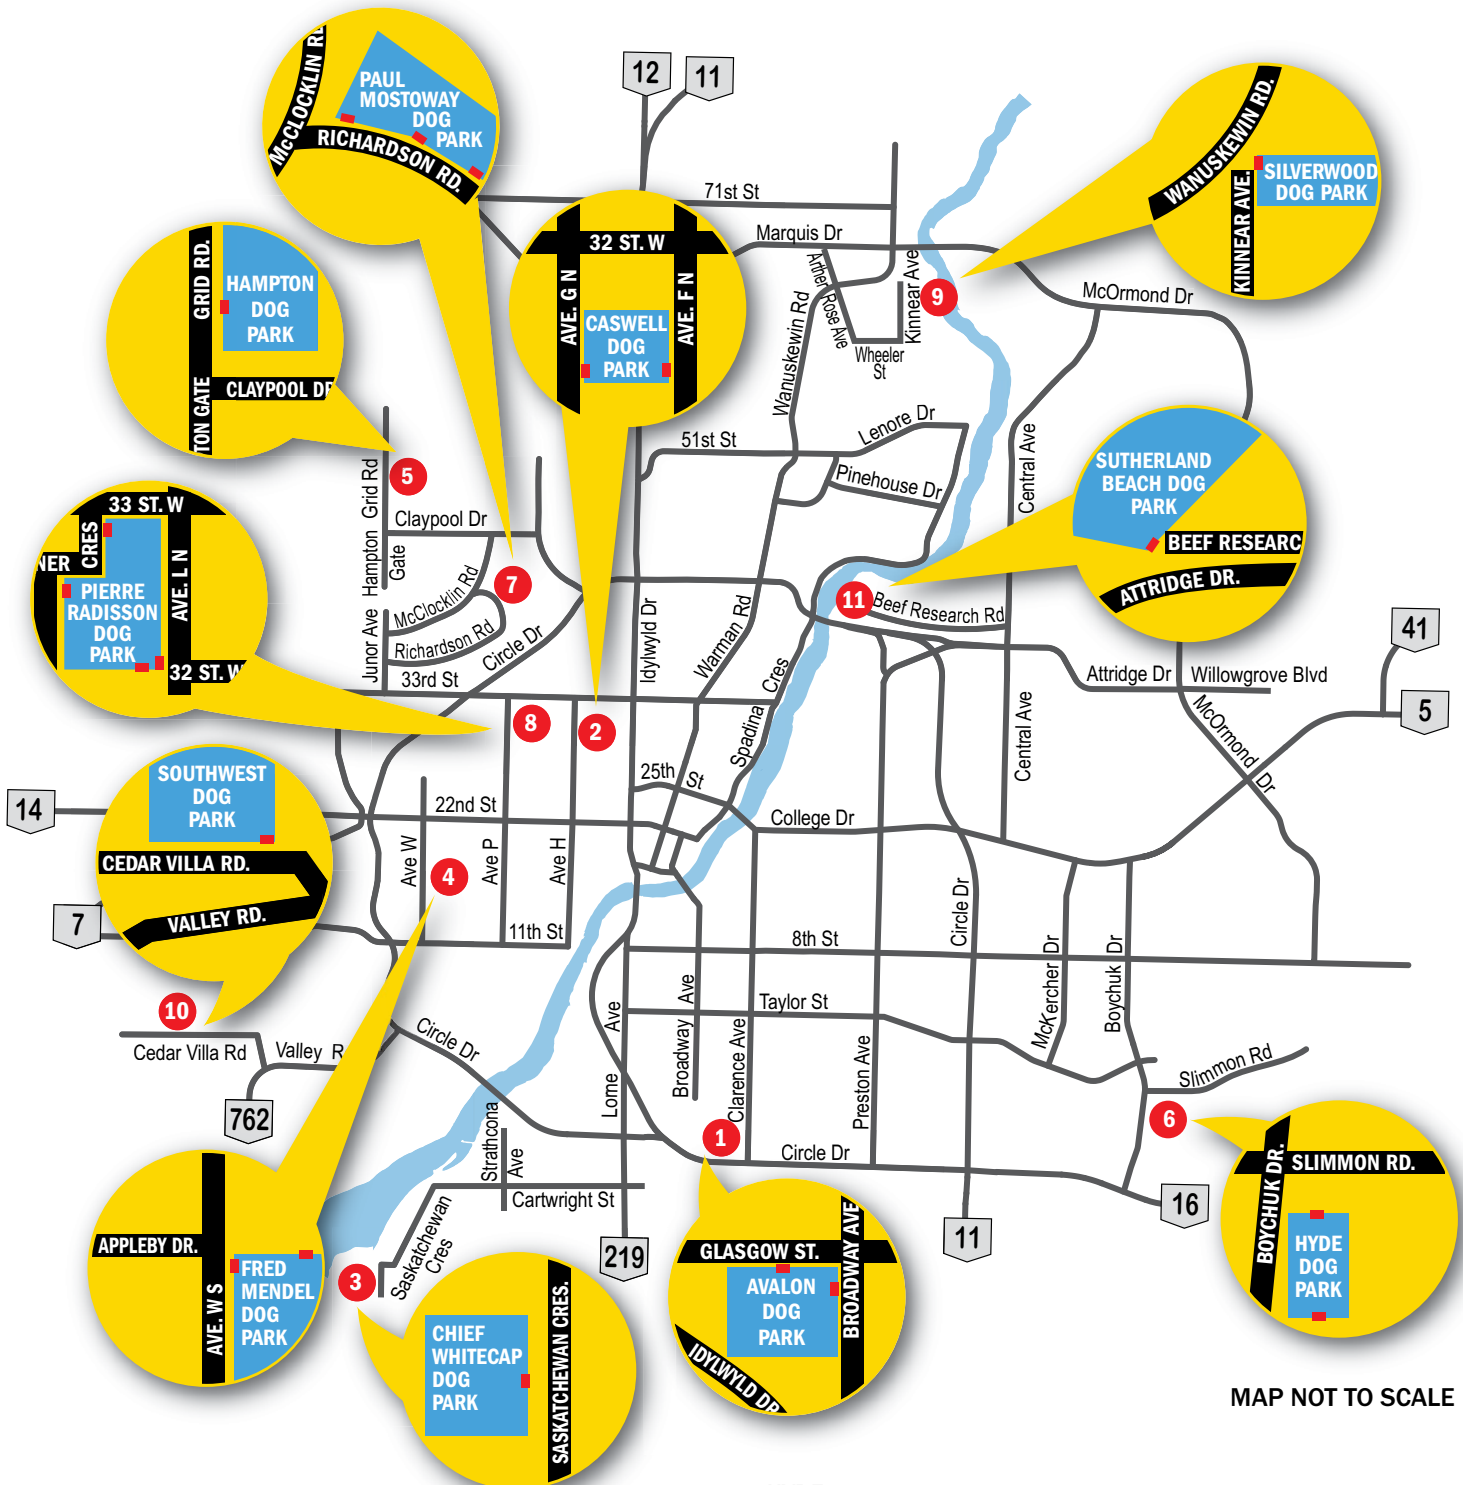 McCLOCKLIN RD
PAUL
MOSTOWAY
DOG
PARK
RICHARDSON RD.
12
11
WANUSKEWIN RD.
KINNEAR AVE.
SILVERWOOD
DOG PARK
71st St
GRID RD.
HAMPTON
DOG
PARK
TON GATE
CLAYPOOL DR
32 ST. W
AVE. G N
AVE. F N
CASWELL
DOG
PARK
Marquis Dr
Arthur Rose Ave
Kinnear Ave
9
McOrmond Dr
Wanuskewin Rd
Wheeler
St
51st St
Lenore Dr
Pinehouse Dr
Central Ave
SUTHERLAND
BEACH DOG
PARK
BEEF RESEARC
ATTRIDGE DR.
5
Hampton Grid Rd
Gate
Claypool Dr
33 ST. W
NER
CRES
AVE. L N
PIERRE
RADISSON
DOG
PARK
32 ST. W
7
McClocklin Rd
Richardson Rd
Junor Ave
33rd St
Circle Dr
Idylwyld Dr
Warman Rd
Spadina Cres
11
Beef Research Rd
41
Attridge Dr
Willowgrove Blvd
5
McOrmond Dr
8
2
Central Ave
SOUTHWEST
DOG
PARK
CEDAR VILLA RD.
VALLEY RD.
14
25th St
22nd St
College Dr
Ave W
4
Ave P
Ave H
7
11th St
8th St
Circle Dr
McKercher Dr
Boychuk Dr
10
Cedar Villa Rd
Valley R
Circle Dr
Taylor St
Lorne Ave
Broadway Ave
Clarence Ave
Preston Ave
Slimmon Rd
762
Strathcona
Ave
1
Circle Dr
6
BOYCHUK DR.
SLIMMON RD.
HYDE
DOG
PARK
APPLEBY DR.
AVE. W S
FRED
MENDEL
DOG
PARK
3
Saskatchewan
Cres
Cartwright St
219
11
16
GLASGOW ST.
BROADWAY AVE
AVALON
DOG
PARK
IDYLWYLD DR
CHIEF
WHITECAP
DOG
PARK
SASKATCHEWAN CRES.
MAP NOT TO SCALE